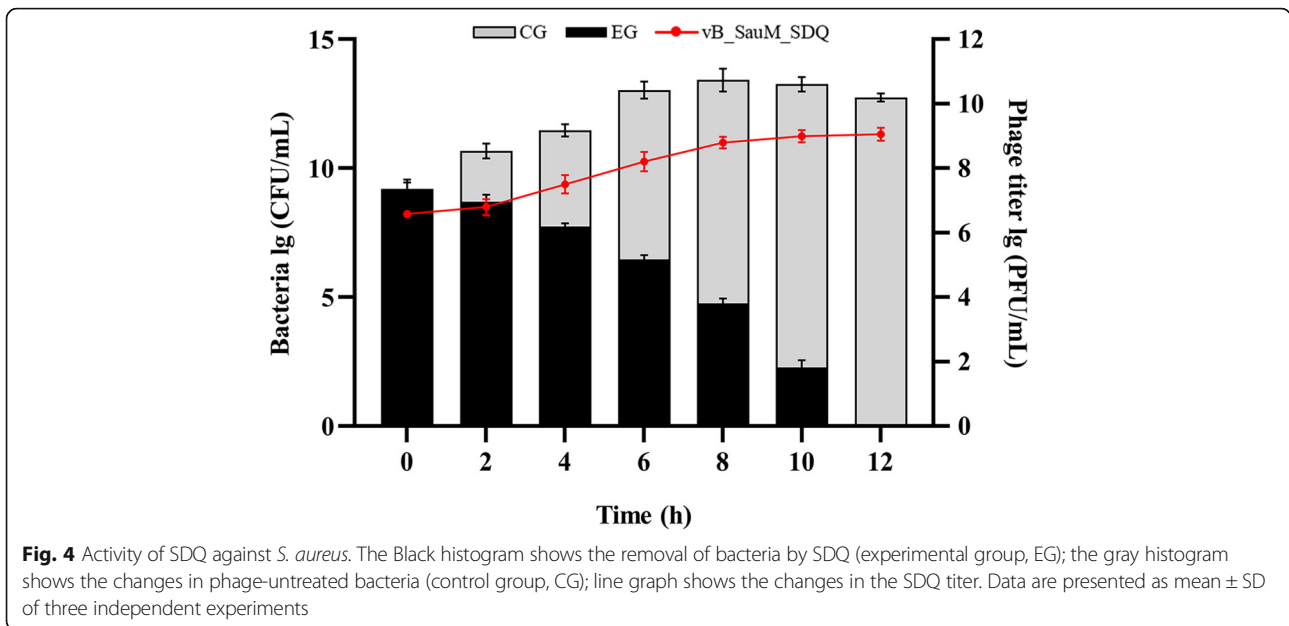 CG EG vB_SauM_SDQ
15
10
5
0
Bacteria lg (CFU/mL)
12
10
8
6
4
2
0
Phage titer lg (PFU/mL)
0 2 4 6 8 10 12
Time (h)
Fig. 4 Activity of SDQ against S. aureus. The Black histogram shows the removal of bacteria by SDQ (experimental group, EG); the gray histogram
shows the changes in phage-untreated bacteria (control group, CG); line graph shows the changes in the SDQ titer. Data are presented as mean ± SD
of three independent experiments